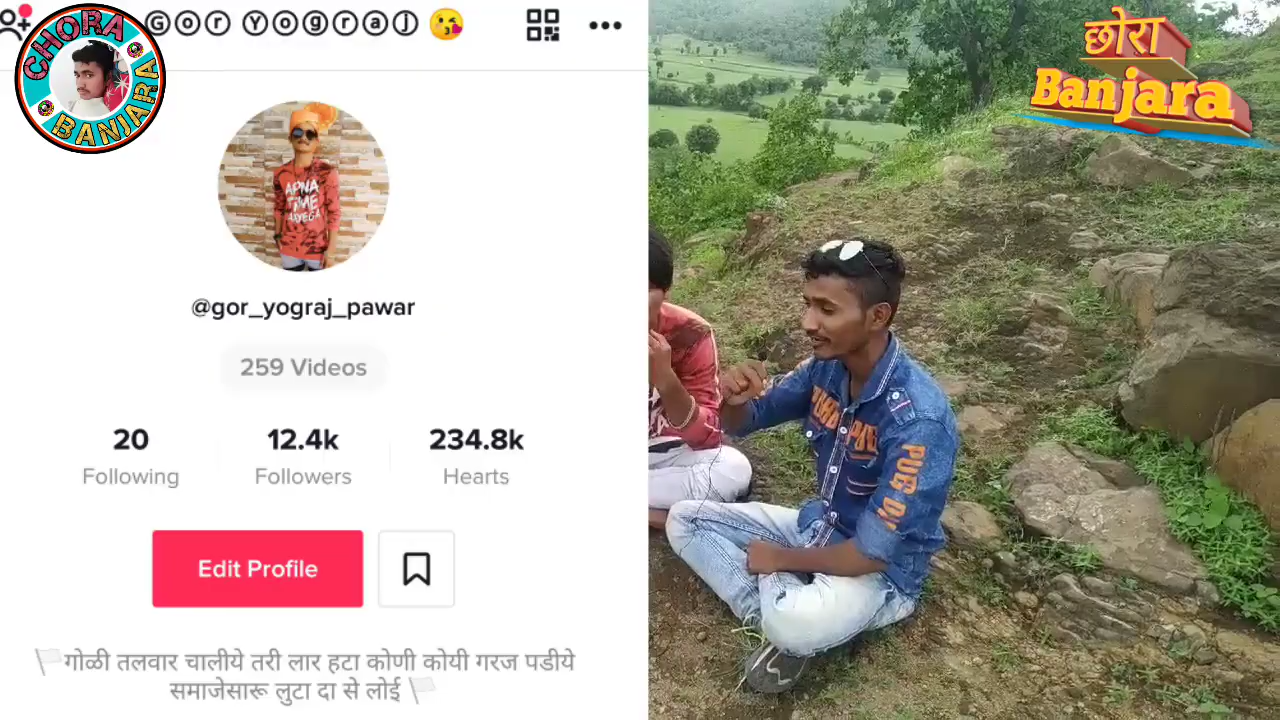 Ⓖⓞⓡ Ⓨⓞⓖⓡⓐⓙ 😘
CHORA
BANJARA
छोरा
Banjara
APNA
TIME
@gor_yograj_pawar
259 Videos
20
Following
12.4k
Followers
234.8k
Hearts
Edit Profile
🏳️गोळी तलवार चालीये तरी लार हटा कोणी कोयी गरज पडीये
समाजेसारू लुटा दा से लोई 🏳️
PUG